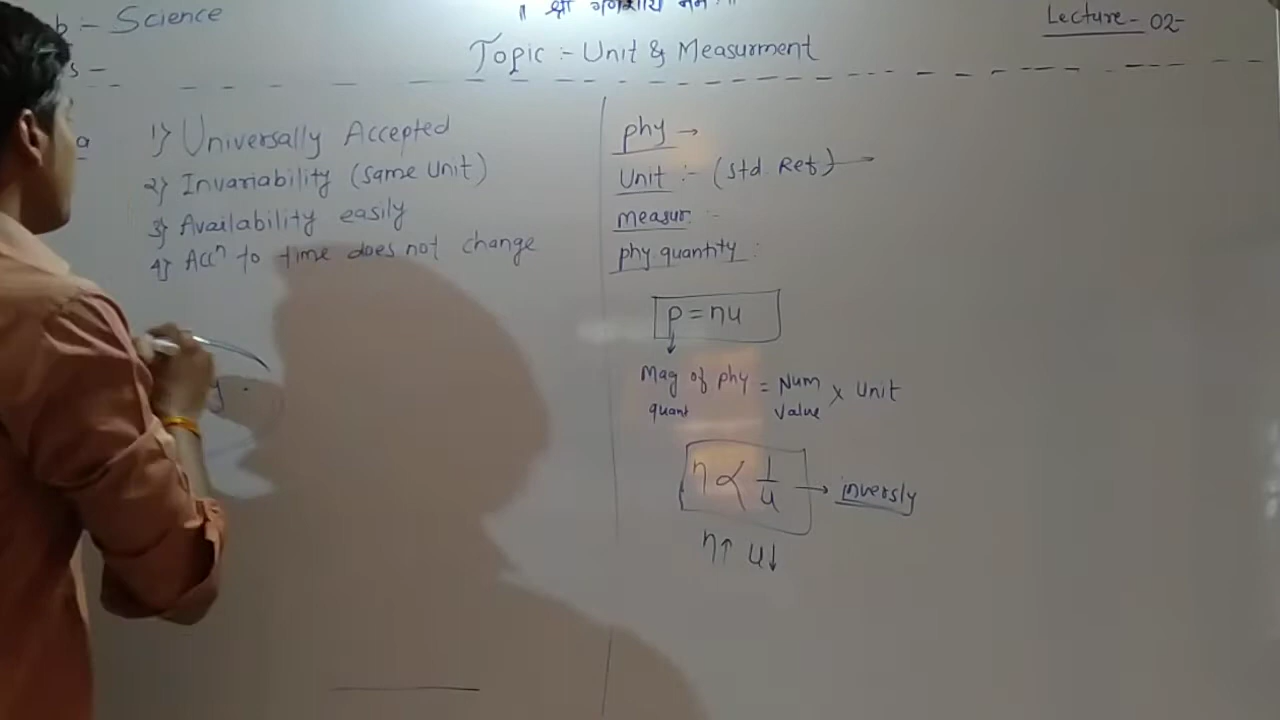 ॥ श्री गणेशाय नमः ॥
b :- Science
Lecture - 02-
Topic :- Unit & Measurment
s -
a
1) Universally Accepted
2) Invariability (same unit)
3) Availability easily
4) Accⁿ to time does not change
y .
phy →
Unit :- (Std Ref) →
measur :-
phy quantity :
p = nu
↓
Mag of phy = Num x Unit
quant value
n ∝ 1/u → inversly
n↑ u↓